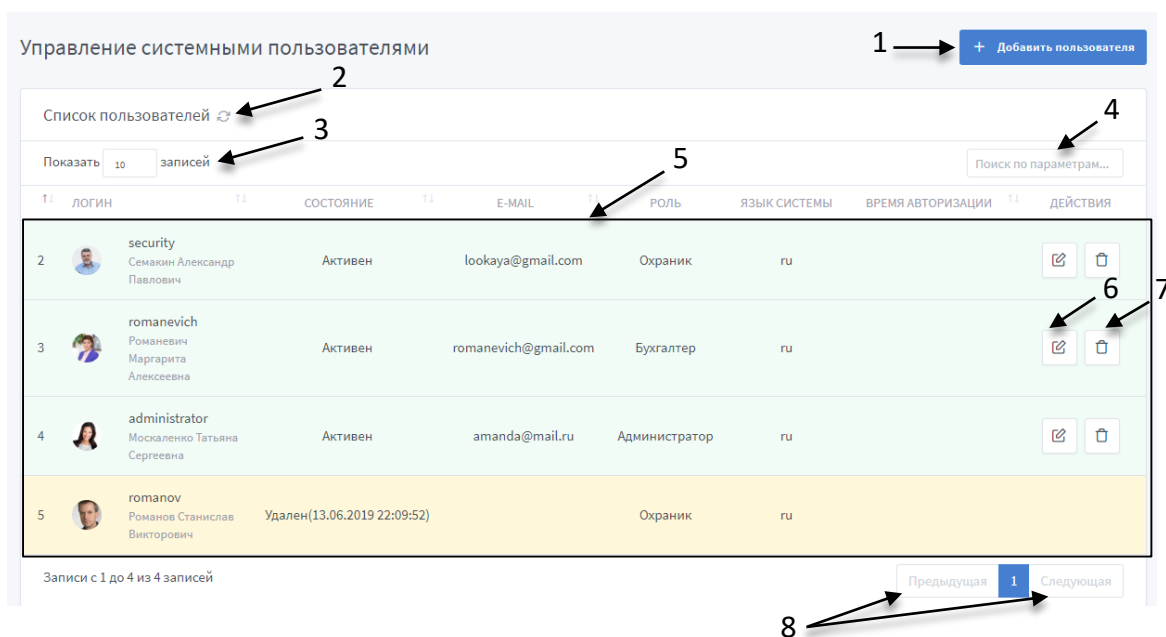 Управление системными пользователями
1
+ Добавить пользователя
2
Список пользователей
3
4
Показать 10 записей
5
Поиск по параметрам...
ЛОГИН СОСТОЯНИЕ E-MAIL РОЛЬ ЯЗЫК СИСТЕМЫ ВРЕМЯ АВТОРИЗАЦИИ ДЕЙСТВИЯ
security
2 Семакин Александр Активен lookaya@gmail.com Охраник ru
Павлович
6 7
romanevich
Романевич
3 Маргарита Активен romanevich@gmail.com Бухгалтер ru
Алексеевна
administrator
4 Москаленко Татьяна Активен amanda@mail.ru Администратор ru
Сергеевна
romanov
5 Романов Станислав Удален(13.06.2019 22:09:52) Охраник ru
Викторович
Записи с 1 до 4 из 4 записей
Предыдущая 1 Следующая
8